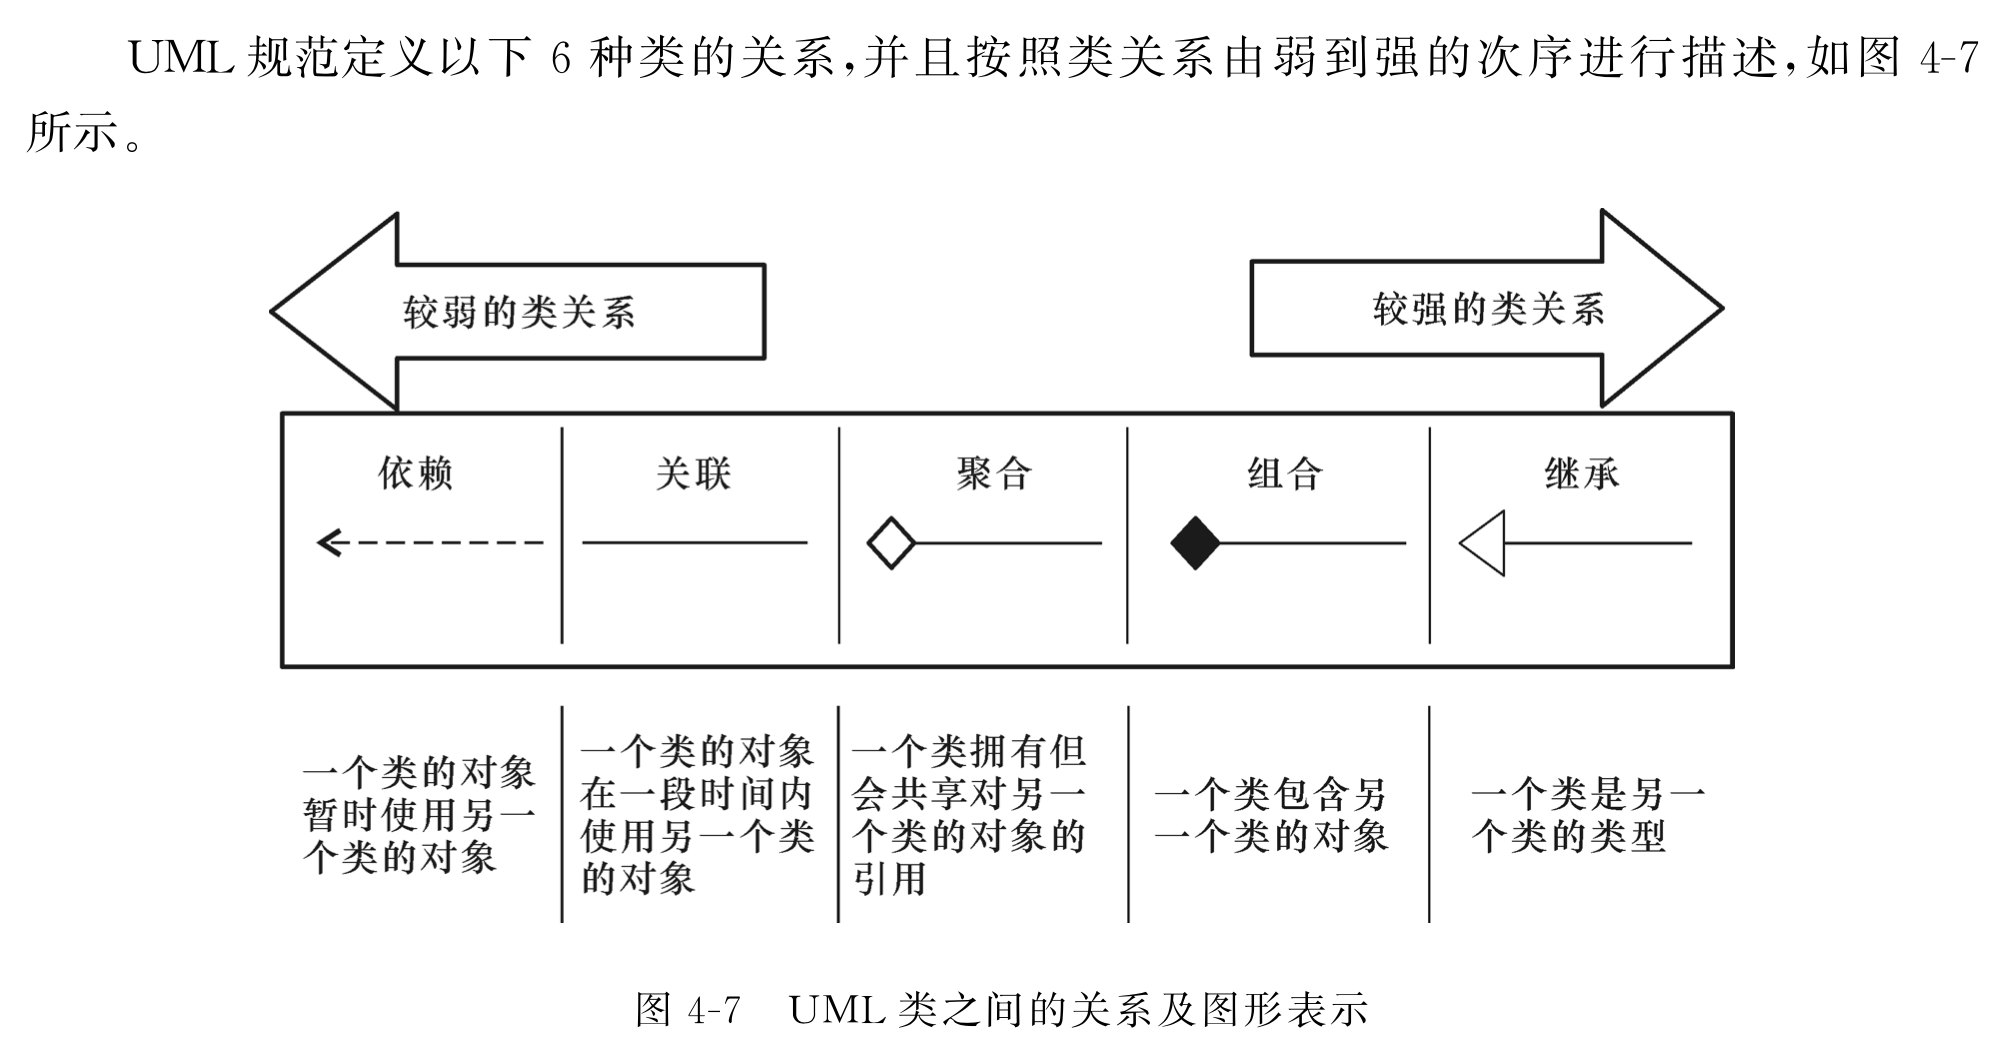 UML 规范定义以下 6 种类的关系,并且按照类关系由弱到强的次序进行描述,如图 4-7
所示。
较弱的类关系
较强的类关系
依赖
关联
聚合
组合
继承
一个类的对象
暂时使用另一
个类的对象
一个类的对象
在一段时间内
使用另一个类
的对象
一个类拥有但
会共享对另一
个类的对象的
引用
一个类包含另
一个类的对象
一个类是另一
个类的类型
图 4-7 UML 类之间的关系及图形表示